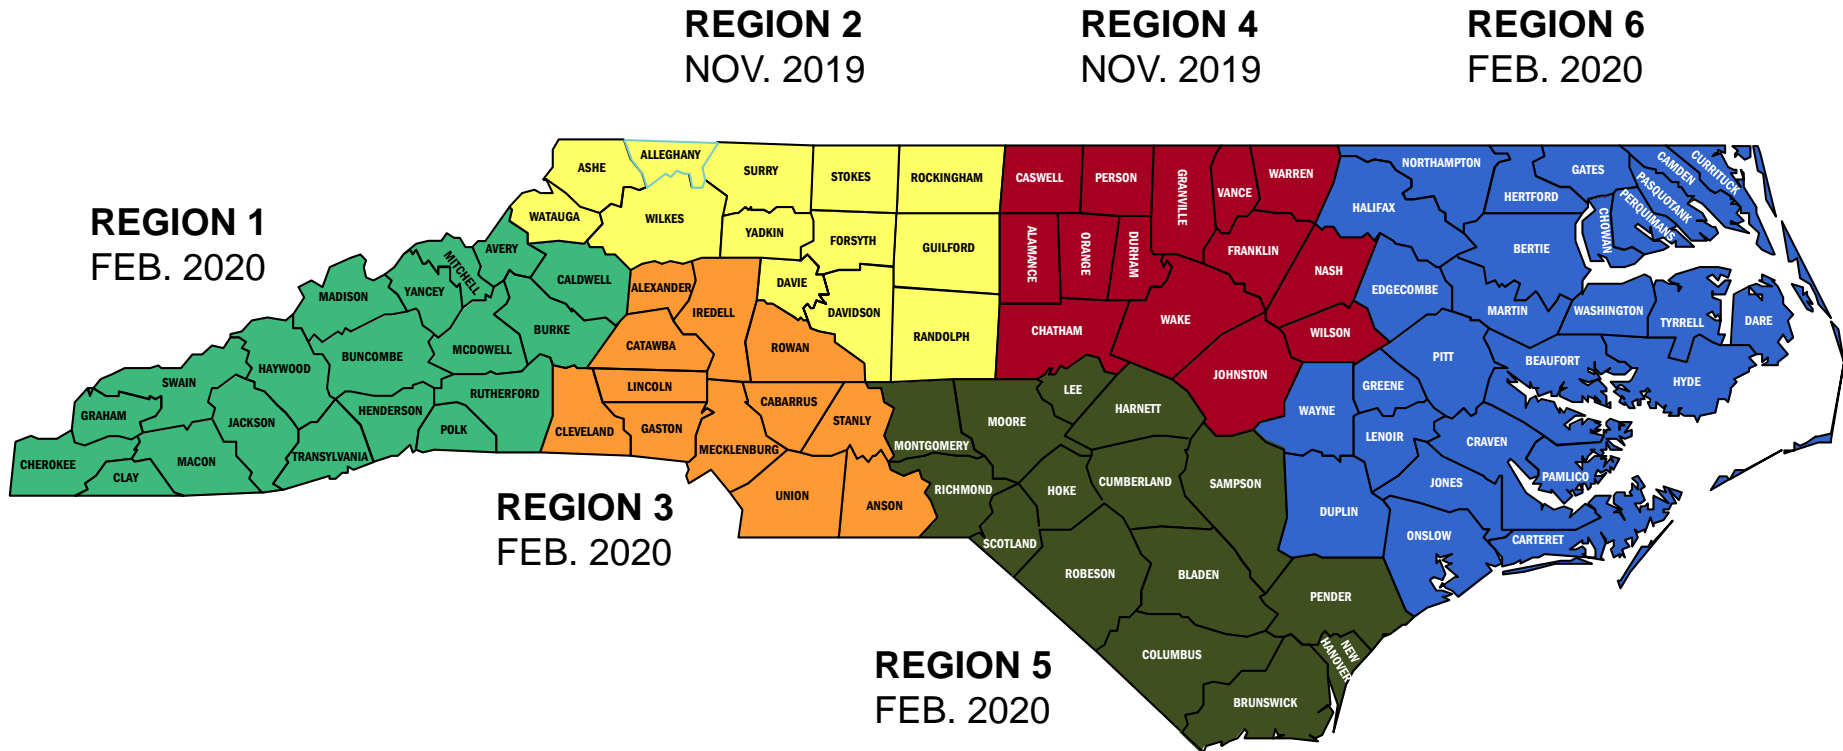 REGION 2
NOV. 2019
REGION 4
NOV. 2019
REGION 6
FEB. 2020
REGION 1
FEB. 2020
REGION 3
FEB. 2020
REGION 5
FEB. 2020
CHEROKEE
GRAHAM
CLAY
SWAIN
MACON
JACKSON
HAYWOOD
TRANSYLVANIA
MADISON
BUNCOMBE
HENDERSON
YANCEY
MITCHELL
AVERY
MCDOWELL
POLK
RUTHERFORD
BURKE
CALDWELL
ASHE
ALLEGHANY
WATAUGA
WILKES
SURRY
YADKIN
STOKES
FORSYTH
DAVIE
DAVIDSON
ROCKINGHAM
GUILFORD
RANDOLPH
ALEXANDER
IREDELL
CATAWBA
ROWAN
LINCOLN
CLEVELAND
GASTON
MECKLENBURG
CABARRUS
STANLY
UNION
ANSON
CASWELL
PERSON
GRANVILLE
VANCE
WARREN
ALAMANCE
ORANGE
DURHAM
FRANKLIN
NASH
CHATHAM
WAKE
WILSON
JOHNSTON
MONTGOMERY
MOORE
LEE
HARNETT
RICHMOND
HOKE
CUMBERLAND
SAMPSON
SCOTLAND
ROBESON
BLADEN
PENDER
COLUMBUS
BRUNSWICK
NEW
HANOVER
NORTHAMPTON
HALIFAX
HERTFORD
GATES
CAMDEN
CURRITUCK
PASQUOTANK
PERQUIMANS
CHOWAN
BERTIE
EDGECOMBE
MARTIN
WASHINGTON
TYRRELL
DARE
PITT
BEAUFORT
HYDE
GREENE
WAYNE
LENOIR
CRAVEN
PAMLICO
JONES
DUPLIN
ONSLOW
CARTERET